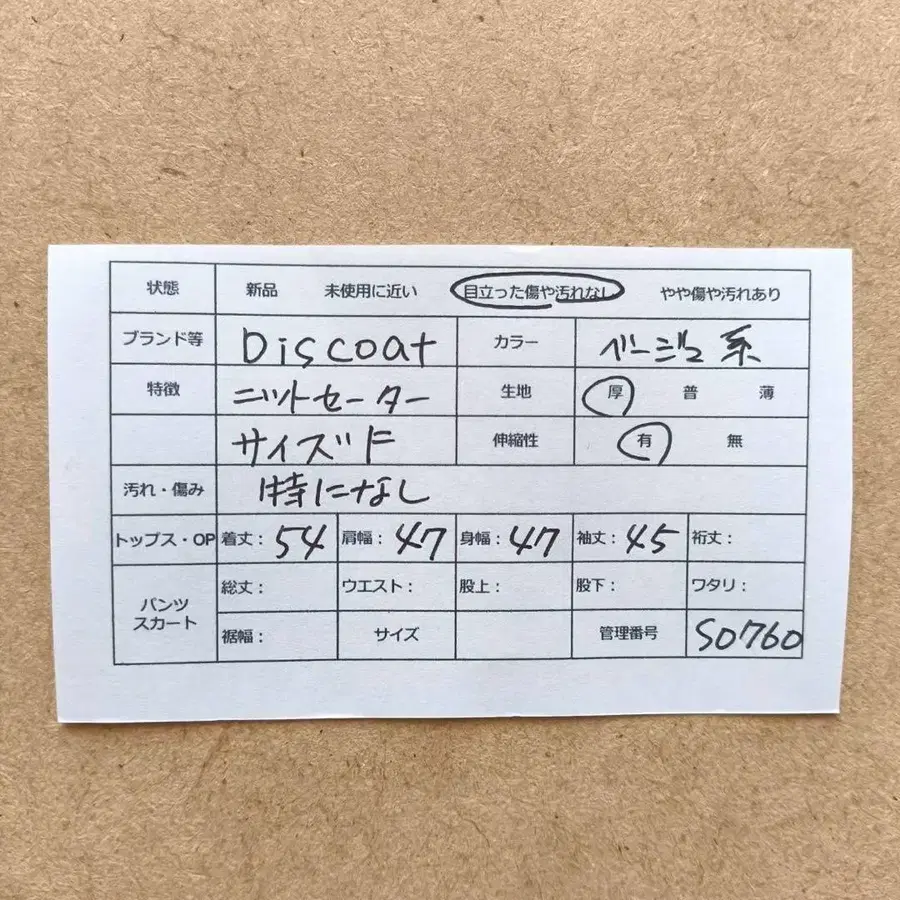 状態 新品 未使用に近い 目立った傷や汚れなし やや傷や汚れあり
ブランド等 Discoat カラー ベージュ系
特徴 ニットセーター 生地 厚 普 薄
サイズF 伸縮性 有 無
汚れ・傷み 特になし
トップス・OP 着丈：54 肩幅：47 身幅：47 袖丈：45 裄丈：
パンツ スカート 総丈： ウエスト： 股上： 股下： ワタリ：
裾幅： サイズ 管理番号 S0760